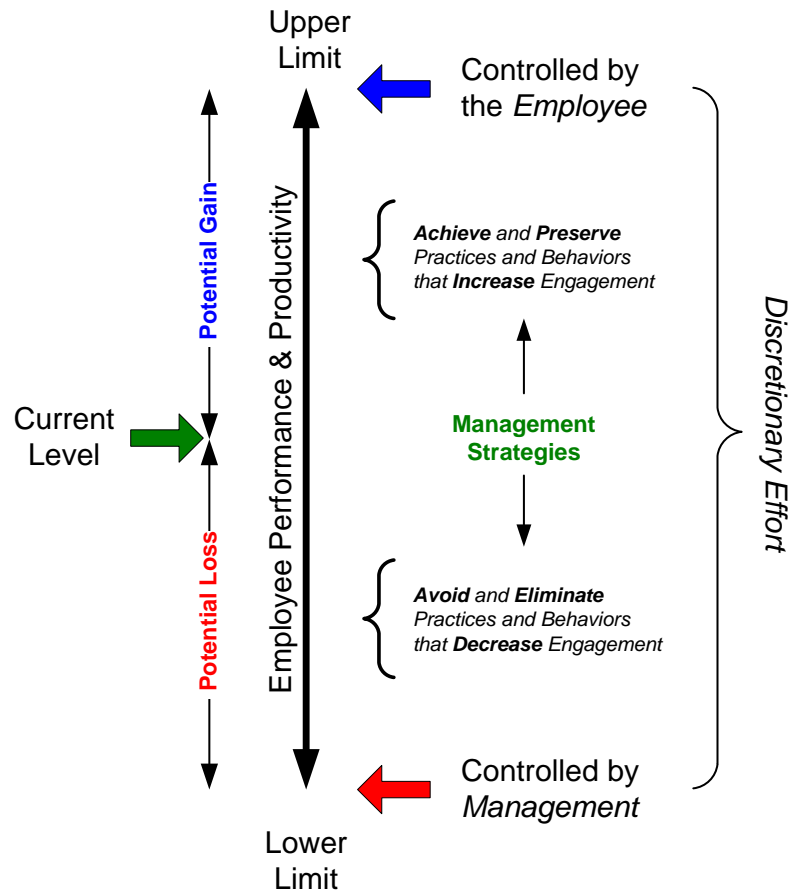 Upper
Limit
Controlled by
the Employee
Potential Gain
Employee Performance & Productivity
Achieve and Preserve
Practices and Behaviors
that Increase Engagement
Discretionary Effort
Current
Level
Management
Strategies
Potential Loss
Avoid and Eliminate
Practices and Behaviors
that Decrease Engagement
Controlled by
Management
Lower
Limit